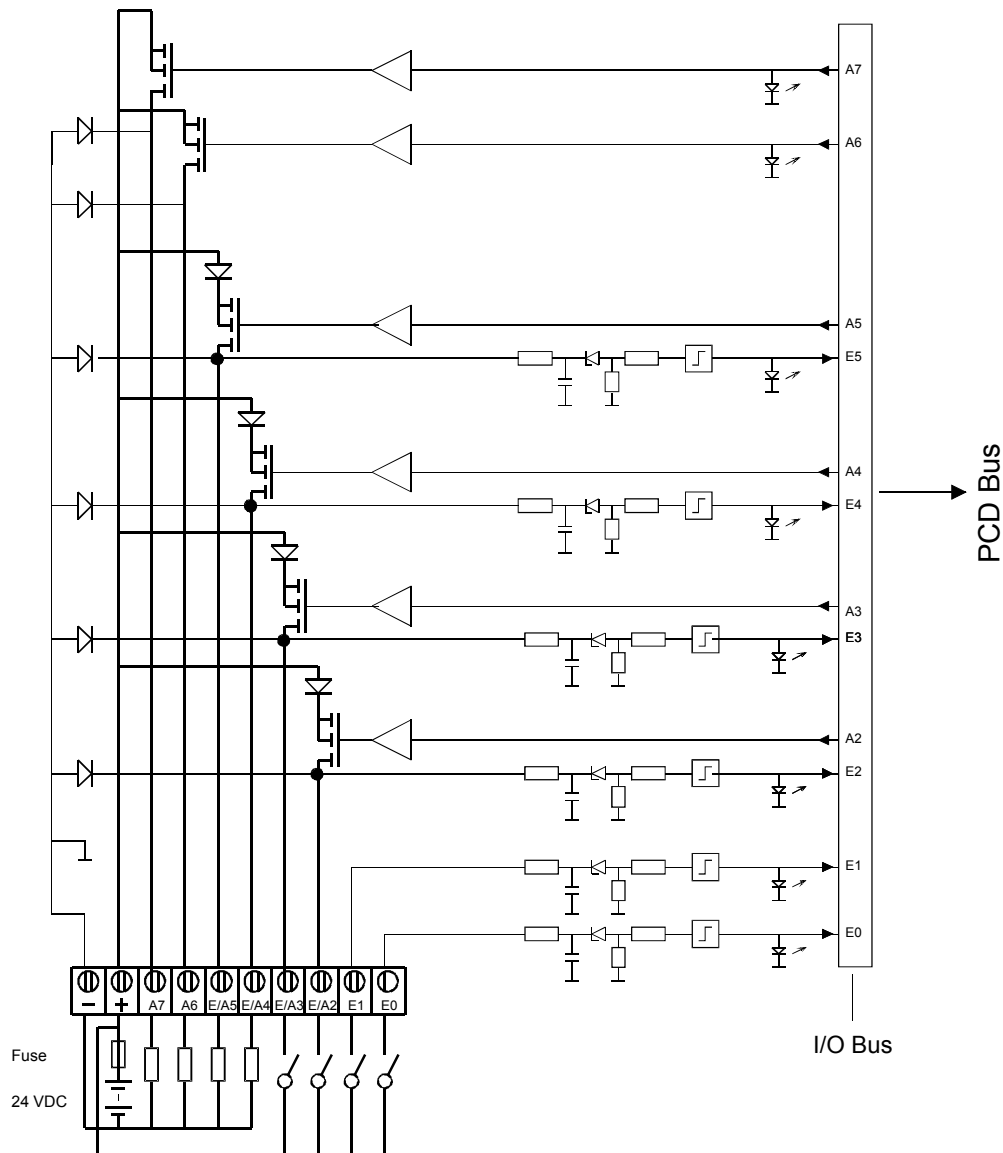 A7
A6
A5
E5
A4
E4
A3
E3
A2
E2
E1
E0
PCD Bus
I/O Bus
− + A7 A6 E/A5 E/A4 E/A3 E/A2 E1 E0
Fuse
24 VDC